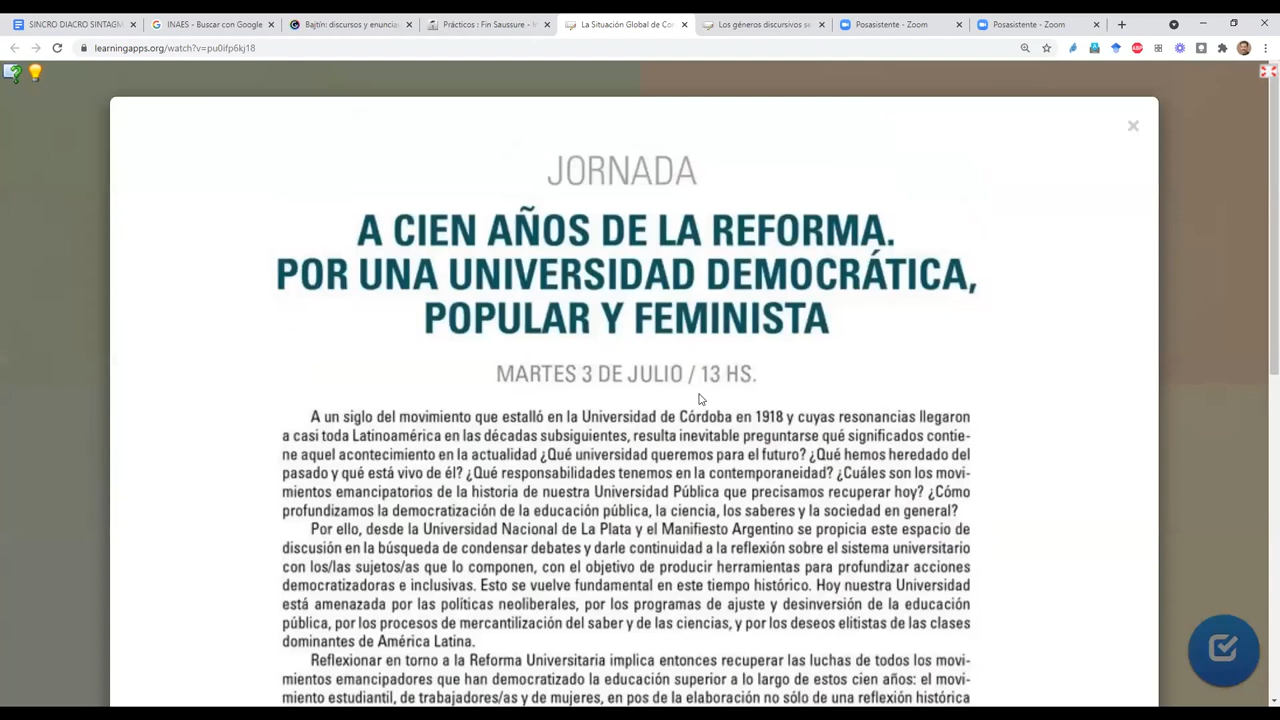 SINCRO DIACRO SINTAGM
INAES - Buscar con Google
Bajtín: discursos y enuncia
Prácticos : Fin Saussure - I
La Situación Global de Co
Los géneros discursivos se
Posasistente - Zoom
Posasistente - Zoom
learningapps.org/watch?v=pu0ifp6kj18
JORNADA
A CIEN AÑOS DE LA REFORMA.
POR UNA UNIVERSIDAD DEMOCRÁTICA,
POPULAR Y FEMINISTA
MARTES 3 DE JULIO / 13 HS.
A un siglo del movimiento que estalló en la Universidad de Córdoba en 1918 y cuyas resonancias llegaron
a casi toda Latinoamérica en las décadas subsiguientes, resulta inevitable preguntarse qué significados contie-
ne aquel acontecimiento en la actualidad ¿Qué universidad queremos para el futuro? ¿Qué hemos heredado del
pasado y qué está vivo de él? ¿Qué responsabilidades tenemos en la contemporaneidad? ¿Cuáles son los movi-
mientos emancipatorios de la historia de nuestra Universidad Pública que precisamos recuperar hoy? ¿Cómo
profundizamos la democratización de la educación pública, la ciencia, los saberes y la sociedad en general?
Por ello, desde la Universidad Nacional de La Plata y el Manifiesto Argentino se propicia este espacio de
discusión en la búsqueda de condensar debates y darle continuidad a la reflexión sobre el sistema universitario
con los/las sujetos/as que lo componen, con el objetivo de producir herramientas para profundizar acciones
democratizadoras e inclusivas. Esto se vuelve fundamental en este tiempo histórico. Hoy nuestra Universidad
está amenazada por las políticas neoliberales, por los programas de ajuste y desinversión de la educación
pública, por los procesos de mercantilización del saber y de las ciencias, y por los deseos elitistas de las clases
dominantes de América Latina.
Reflexionar en torno a la Reforma Universitaria implica entonces recuperar las luchas de todos los movi-
mientos emancipadores que han democratizado la educación superior a lo largo de estos cien años: el movi-
miento estudiantil, de trabajadores/as y de mujeres, en pos de la elaboración no sólo de una reflexión histórica